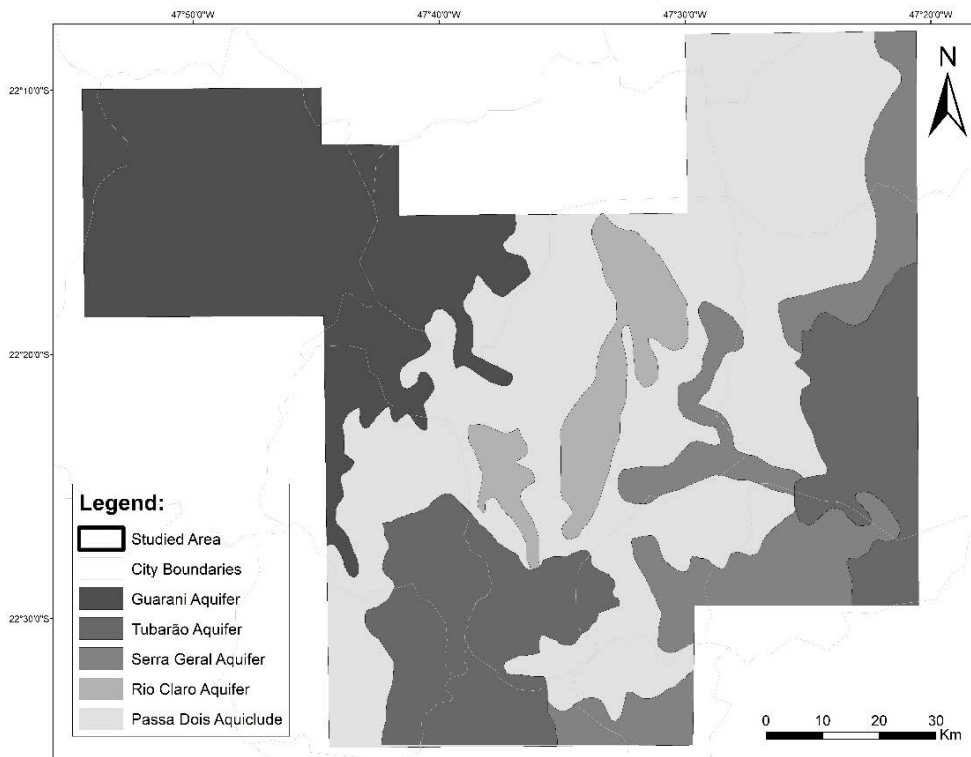 47°50'0"W 47°40'0"W 47°30'0"W 47°20'0"W
N
22°10'0"S
22°20'0"S
22°30'0"S
Legend:
Studied Area
City Boundaries
Guarani Aquifer
Tubarão Aquifer
Serra Geral Aquifer
Rio Claro Aquifer
Passa Dois Aquiclude
0 10 20 30
Km